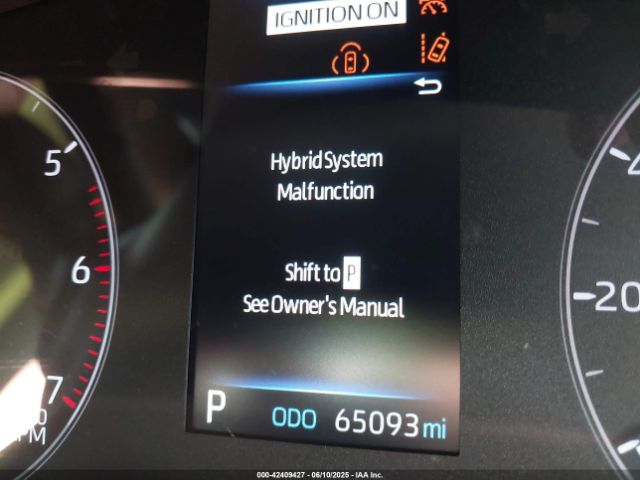 IGNITION ON
Hybrid System
Malfunction
Shift to P
See Owner's Manual
P ODO 65093 mi
5
6
7
20
000-42409427 - 06/10/2025 - IAA Inc.